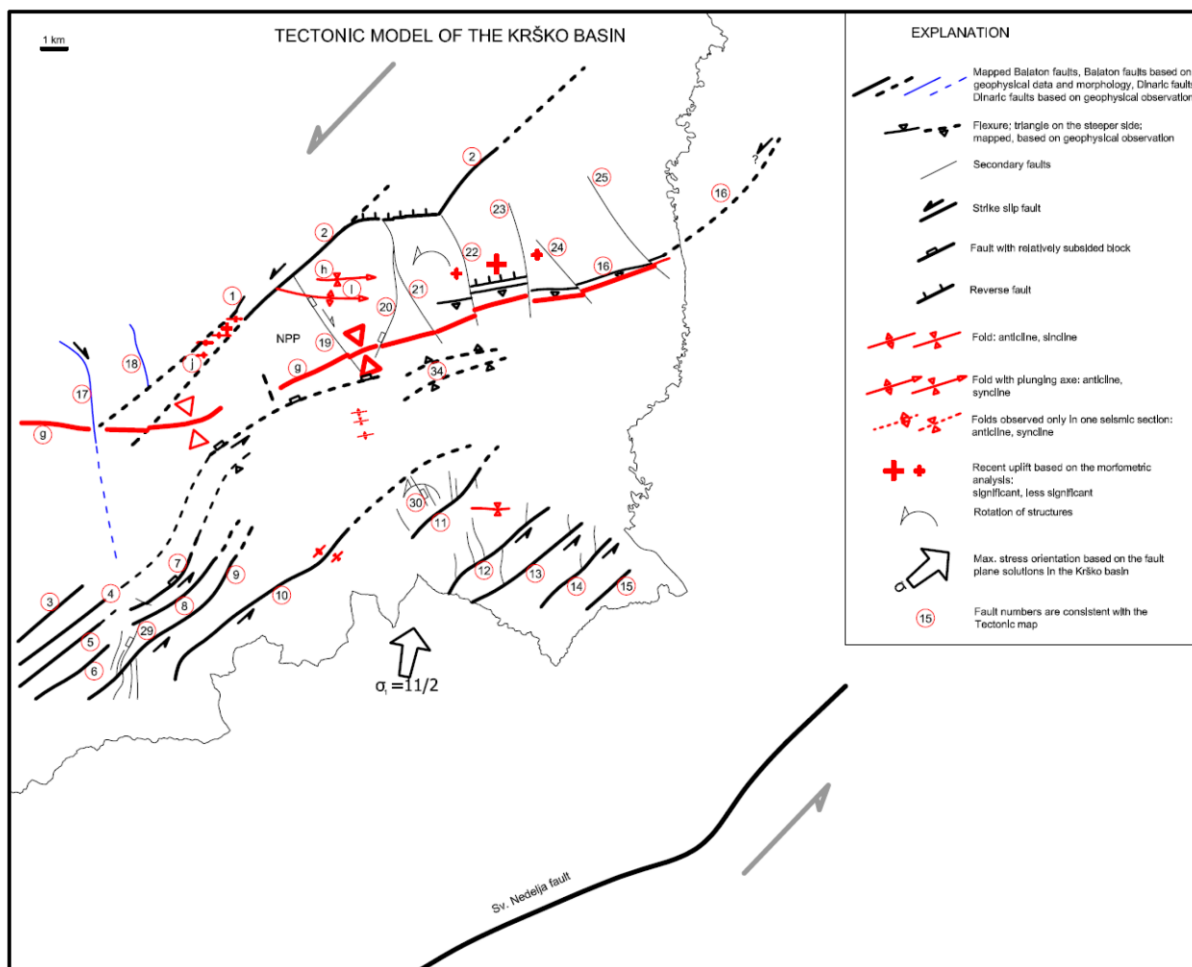 1 km
TECTONIC MODEL OF THE KRŠKO BASIN
2
25
16
23
2
24
22
16
h
l
21
1
20
NPP
19
j
18
34
17
g
g
30
11
7
12
9
13
3
4
10
14
15
8
29
5
6
σ₁=11/2
Sv. Nedelja fault
EXPLANATION
Mapped Balaton faults, Balaton faults based on
geophysical data and morphology, Dinaric faults
Dinaric faults based on geophysical observation
Flexure; triangle on the steeper side;
mapped, based on geophysical observation
Secondary faults
Strike slip fault
Fault with relatively subsided block
Reverse fault
Fold: anticline, sincline
Fold with plunging axe: anticline,
syncline
Folds observed only in one seismic section:
anticline, syncline
Recent uplift based on the morfometric
analysis:
significant, less significant
Rotation of structures
σ₁
Max. stress orientation based on the fault
plane solutions in the Krško basin
15
Fault numbers are consistent with the
Tectonic map